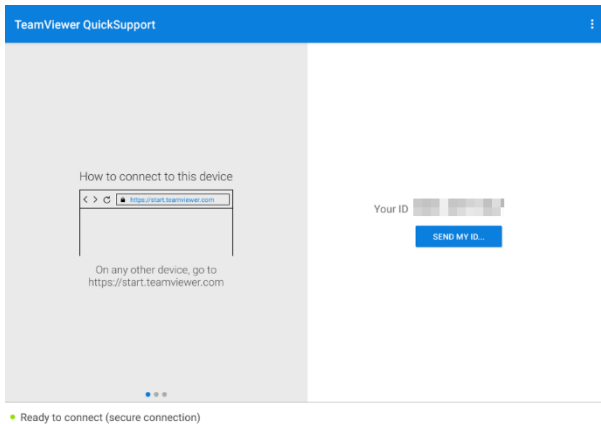 TeamViewer QuickSupport
How to connect to this device
https://start.teamviewer.com
On any other device, go to
https://start.teamviewer.com
Your ID
SEND MY ID...
Ready to connect (secure connection)